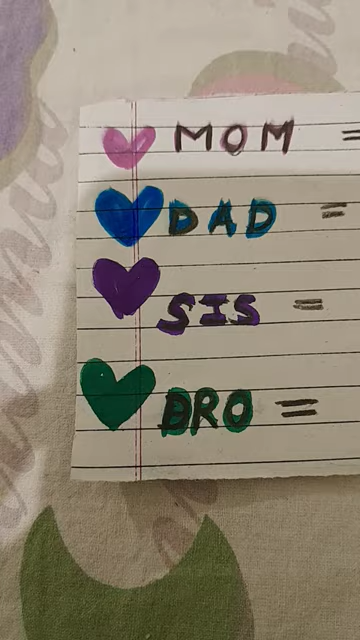 MOM =
DAD =
SIS =
BRO =